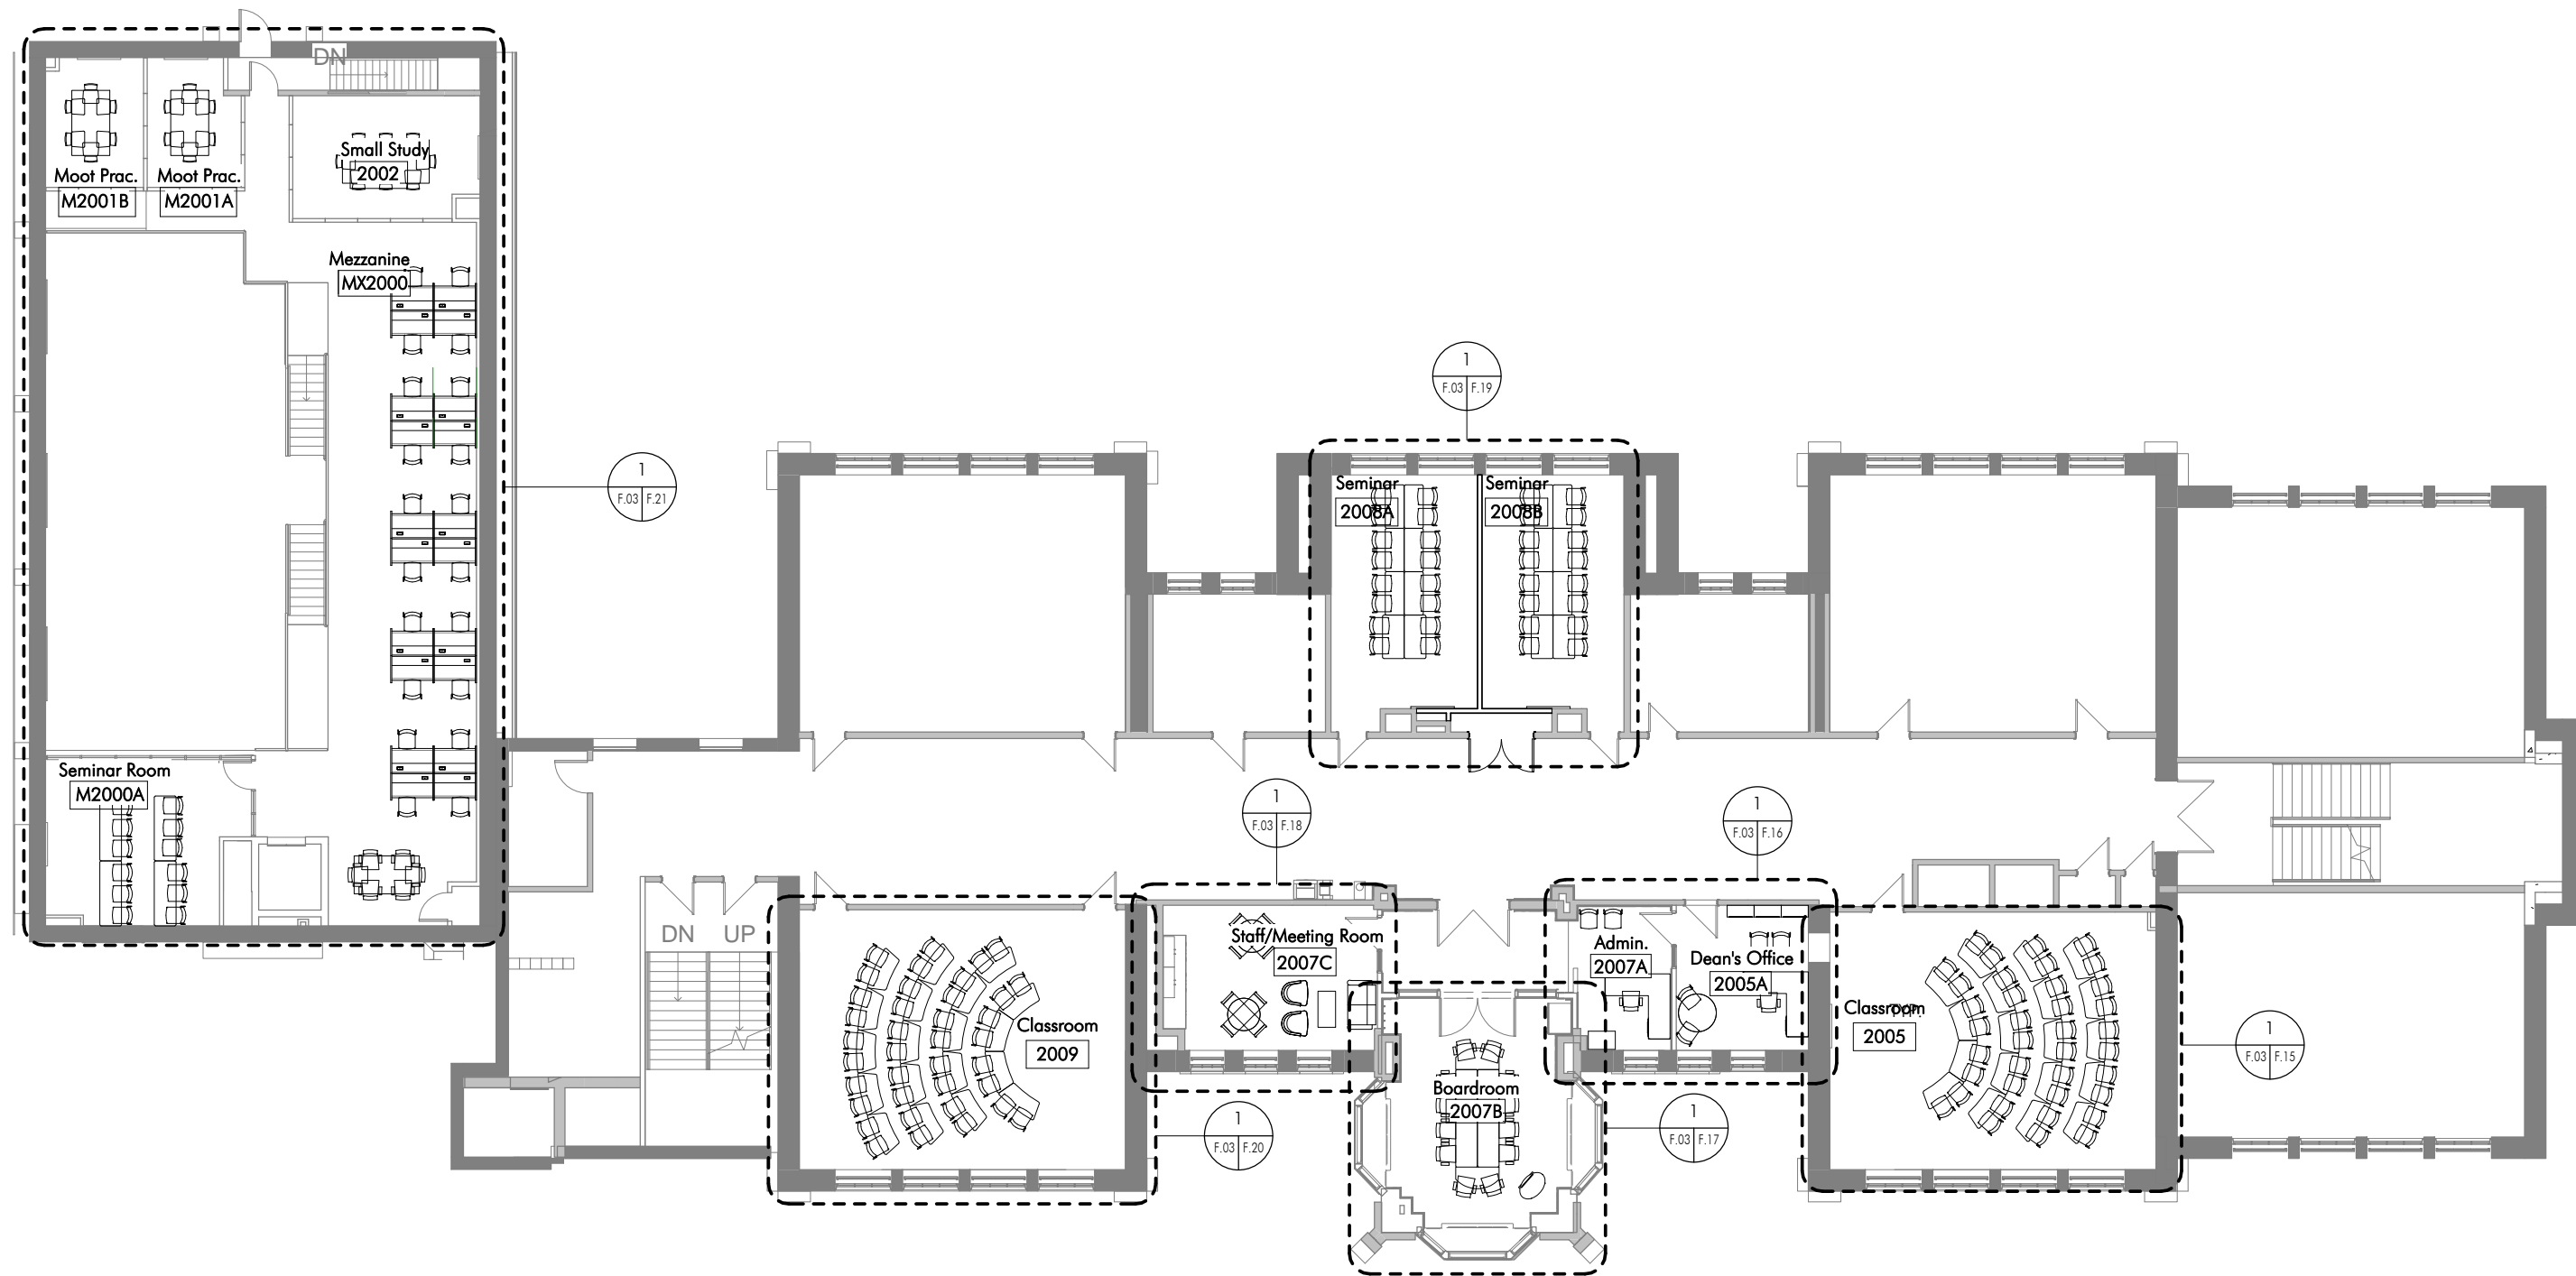 DN
Small Study
2002
Moot Prac.
M2001B
Moot Prac.
M2001A
Mezzanine
MX2000
1
F.03 F.21
1
F.03 F.19
Seminar
2008A
Seminar
2008B
Seminar Room
M2000A
1
F.03 F.18
1
F.03 F.16
DN UP
Staff/Meeting Room
2007C
Admin.
2007A
Dean's Office
2005A
Classroom
2009
Classroom
TYP.
2005
1
F.03 F.15
Boardroom
2007B
1
F.03 F.20
1
F.03 F.17